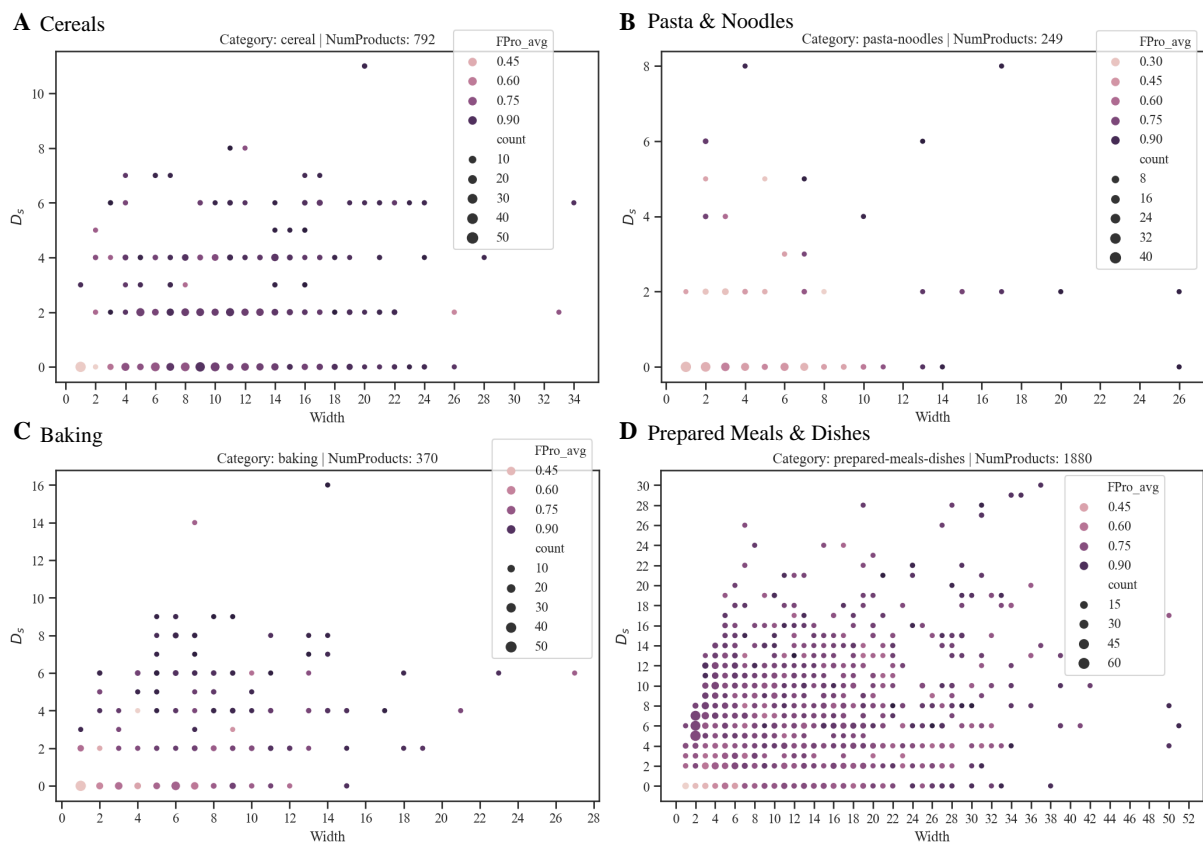 A Cereals
Category: cereal | NumProducts: 792
FPro_avg
0.45
0.60
0.75
0.90
count
10
20
30
40
50
10
8
6
4
2
0
D_s
0 2 4 6 8 10 12 14 16 18 20 22 24 26 28 30 32 34
Width
B Pasta & Noodles
Category: pasta-noodles | NumProducts: 249
FPro_avg
0.30
0.45
0.60
0.75
0.90
count
8
16
24
32
40
8
6
4
2
0
D_s
0 2 4 6 8 10 12 14 16 18 20 22 24 26
Width
C Baking
Category: baking | NumProducts: 370
FPro_avg
0.45
0.60
0.75
0.90
count
10
20
30
40
50
16
14
12
10
8
6
4
2
0
D_s
0 2 4 6 8 10 12 14 16 18 20 22 24 26 28
Width
D Prepared Meals & Dishes
Category: prepared-meals-dishes | NumProducts: 1880
FPro_avg
0.45
0.60
0.75
0.90
count
15
30
45
60
30
28
26
24
22
20
18
16
14
12
10
8
6
4
2
0
D_s
0 2 4 6 8 10 12 14 16 18 20 22 24 26 28 30 32 34 36 38 40 42 44 46 48 50 52
Width